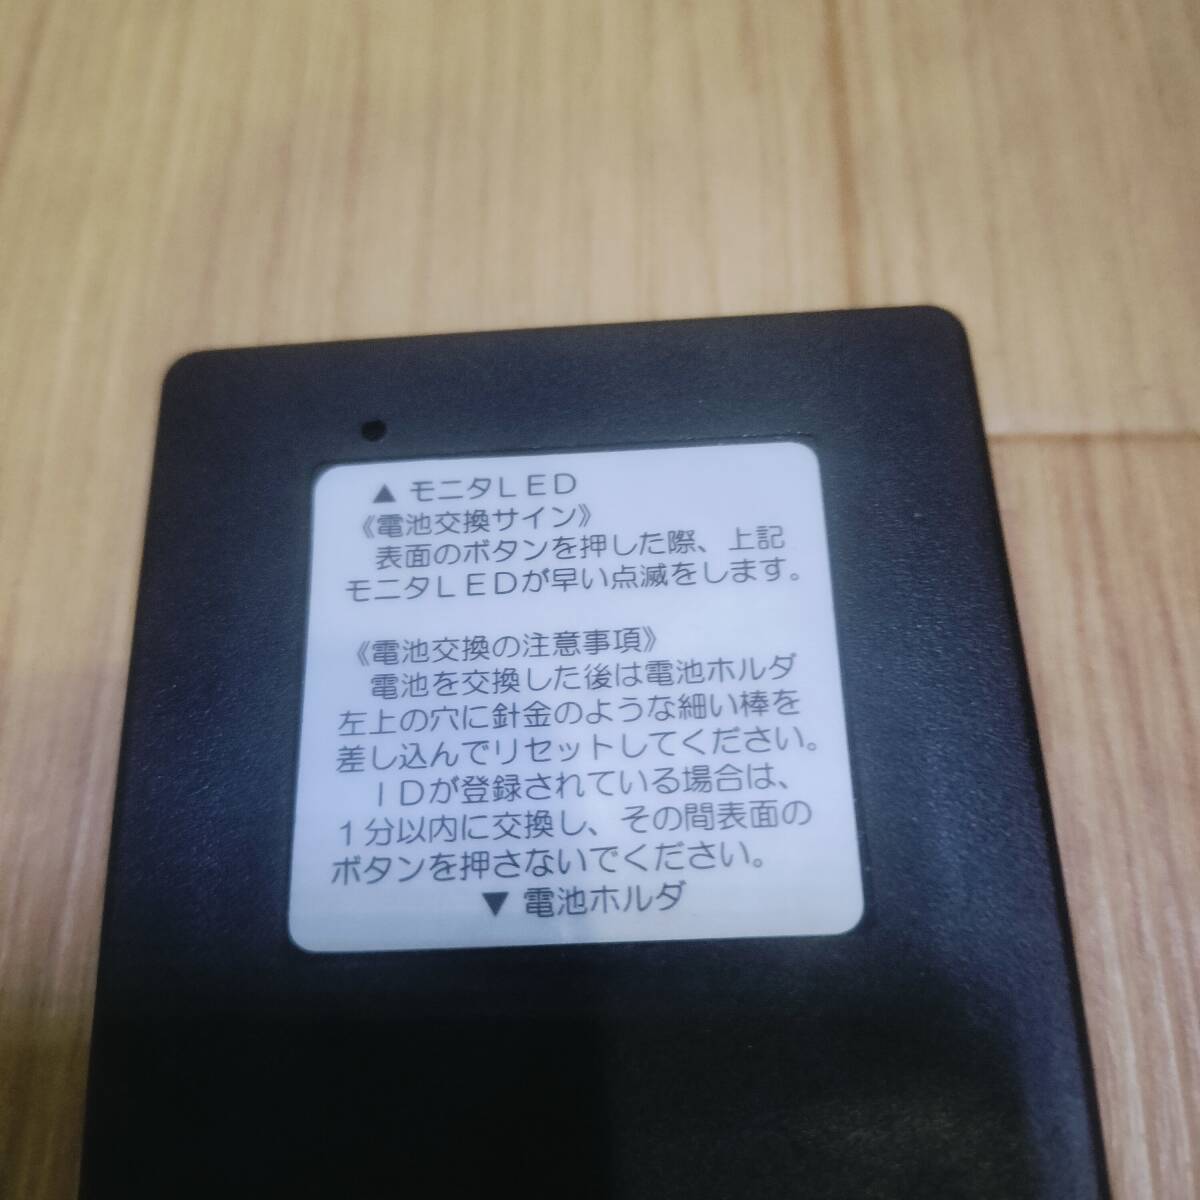 ▲ モニタLED
《電池交換サイン》
表面のボタンを押した際、上記
モニタLEDが早い点滅をします。
《電池交換の注意事項》
電池を交換した後は電池ホルダ
左上の穴に針金のような細い棒を
差し込んでリセットしてください。
IDが登録されている場合は、
1分以内に交換し、その間表面の
ボタンを押さないでください。
▼ 電池ホルダ